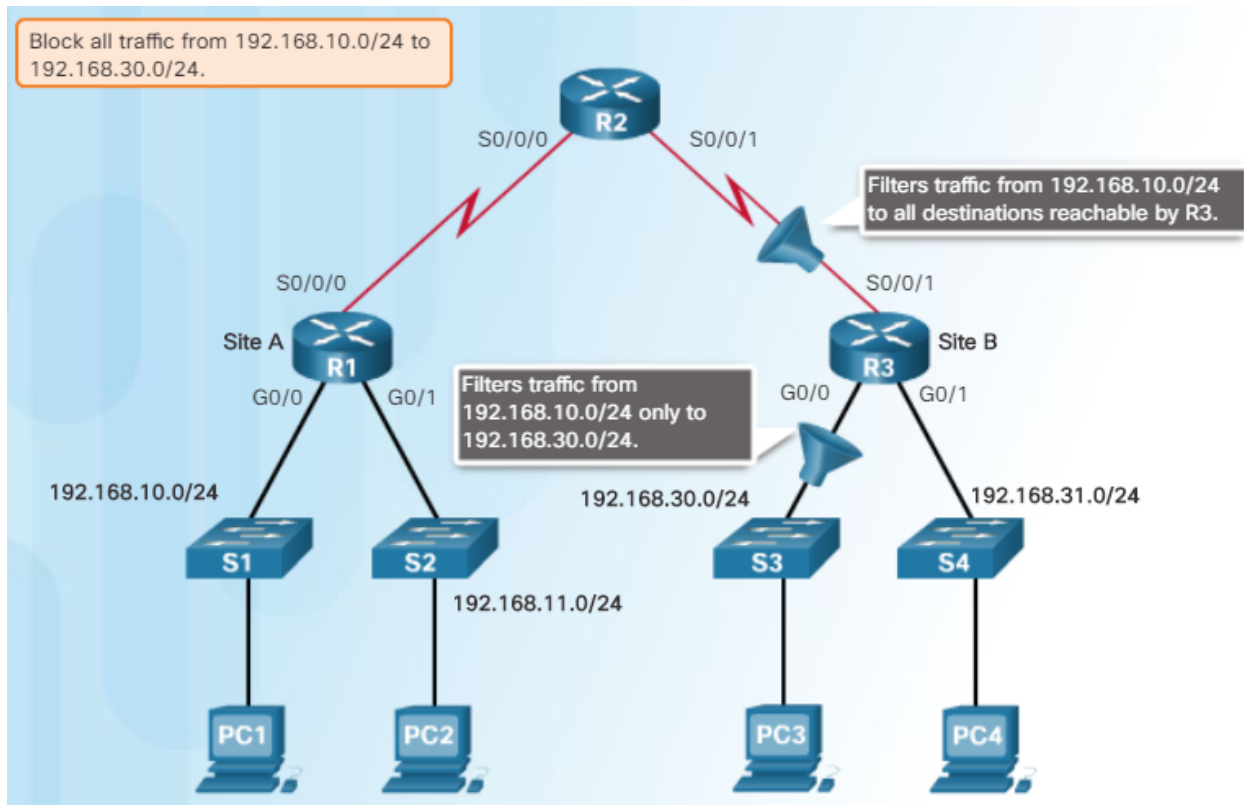 Block all traffic from 192.168.10.0/24 to
192.168.30.0/24.
R2
S0/0/0
S0/0/1
Filters traffic from 192.168.10.0/24
to all destinations reachable by R3.
S0/0/0
S0/0/1
Site A
R1
R3
Site B
G0/0
G0/1
Filters traffic from
192.168.10.0/24 only to
192.168.30.0/24.
G0/0
G0/1
192.168.10.0/24
192.168.30.0/24
192.168.31.0/24
S1
S2
S3
S4
192.168.11.0/24
PC1
PC2
PC3
PC4